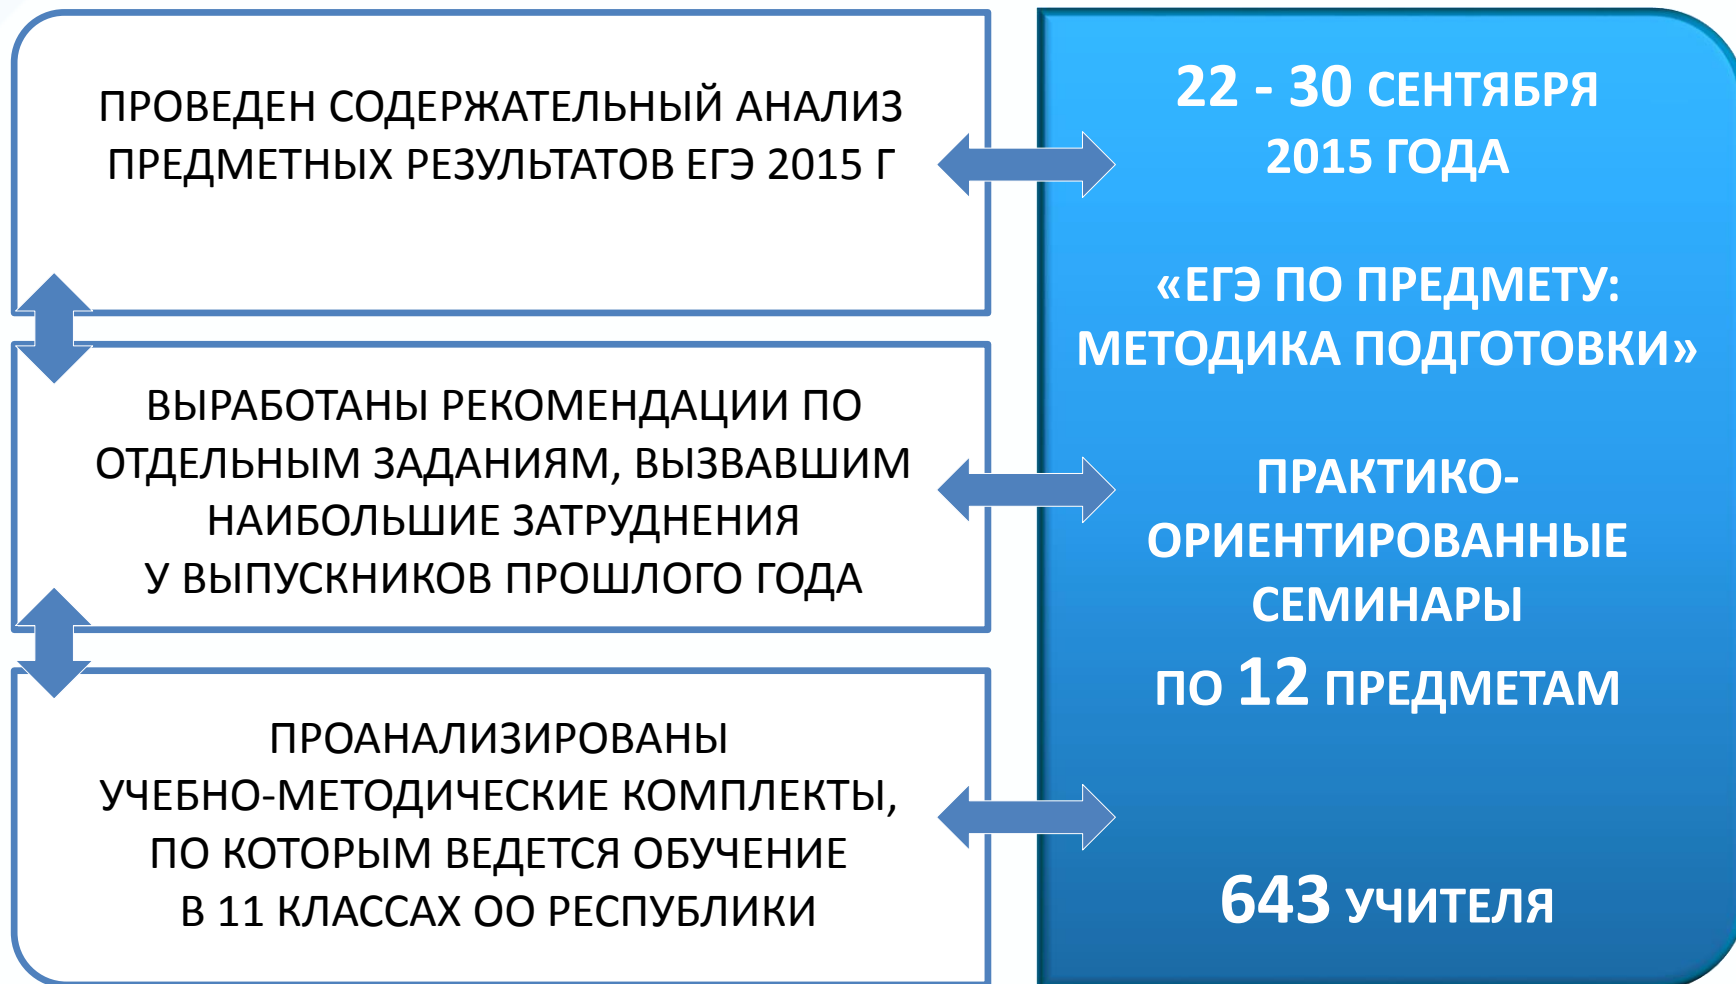 ПРОВЕДЕН СОДЕРЖАТЕЛЬНЫЙ АНАЛИЗ
ПРЕДМЕТНЫХ РЕЗУЛЬТАТОВ ЕГЭ 2015 Г
ВЫРАБОТАНЫ РЕКОМЕНДАЦИИ ПО
ОТДЕЛЬНЫМ ЗАДАНИЯМ, ВЫЗВАВШИМ
НАИБОЛЬШИЕ ЗАТРУДНЕНИЯ
У ВЫПУСКНИКОВ ПРОШЛОГО ГОДА
ПРОАНАЛИЗИРОВАНЫ
УЧЕБНО-МЕТОДИЧЕСКИЕ КОМПЛЕКТЫ,
ПО КОТОРЫМ ВЕДЕТСЯ ОБУЧЕНИЕ
В 11 КЛАССАХ ОО РЕСПУБЛИКИ
22 - 30 СЕНТЯБРЯ
2015 ГОДА
«ЕГЭ ПО ПРЕДМЕТУ:
МЕТОДИКА ПОДГОТОВКИ»
ПРАКТИКО-
ОРИЕНТИРОВАННЫЕ
СЕМИНАРЫ
ПО 12 ПРЕДМЕТАМ
643 УЧИТЕЛЯ